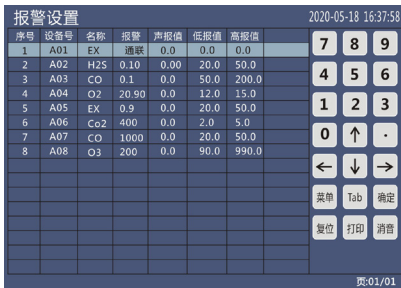 报警设置 2020-05-18 16:37:58
序号 设备号 名称 报警 声报值 低报值 高报值
1 A01 EX 通联 0.0 0.0 0.0
2 A02 H2S 0.10 0.00 20.0 50.0
3 A03 CO 0.1 0.0 50.0 200.0
4 A04 O2 20.90 0.0 12.0 15.0
5 A05 EX 0.9 0.0 20.0 50.0
6 A06 Co2 400 0.0 2.0 5.0
7 A07 CO 1000 0.0 20.0 50.0
8 A08 O3 200 0.0 90.0 990.0
7 8 9
4 5 6
1 2 3
0 ↑ ·
← ↓ →
菜单 Tab 确定
复位 打印 消音
页:01/01